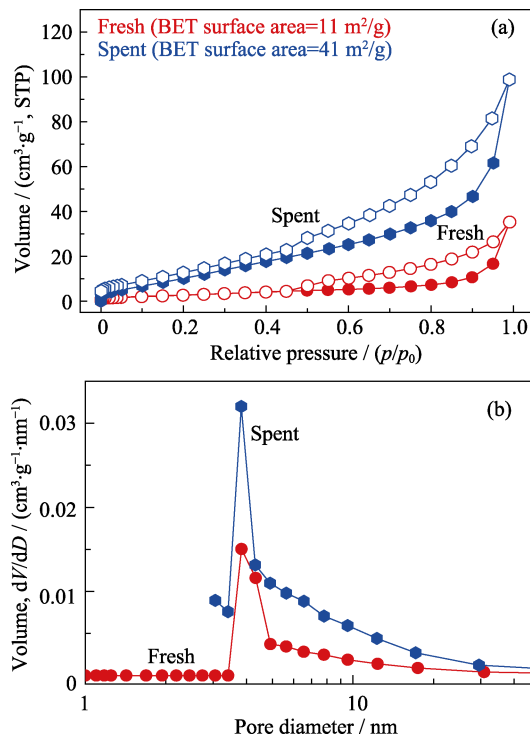 Fresh (BET surface area=11 m²/g)
(a)
Spent (BET surface area=41 m²/g)
120
100
80
60
40
20
0
Volume / (cm³·g⁻¹, STP)
Spent
Fresh
0
0.2
0.4
0.6
0.8
1.0
Relative pressure / (p/p₀)
(b)
0.03
0.02
0.01
0
Volume, dV/dD / (cm³·g⁻¹·nm⁻¹)
Spent
Fresh
1
10
Pore diameter / nm